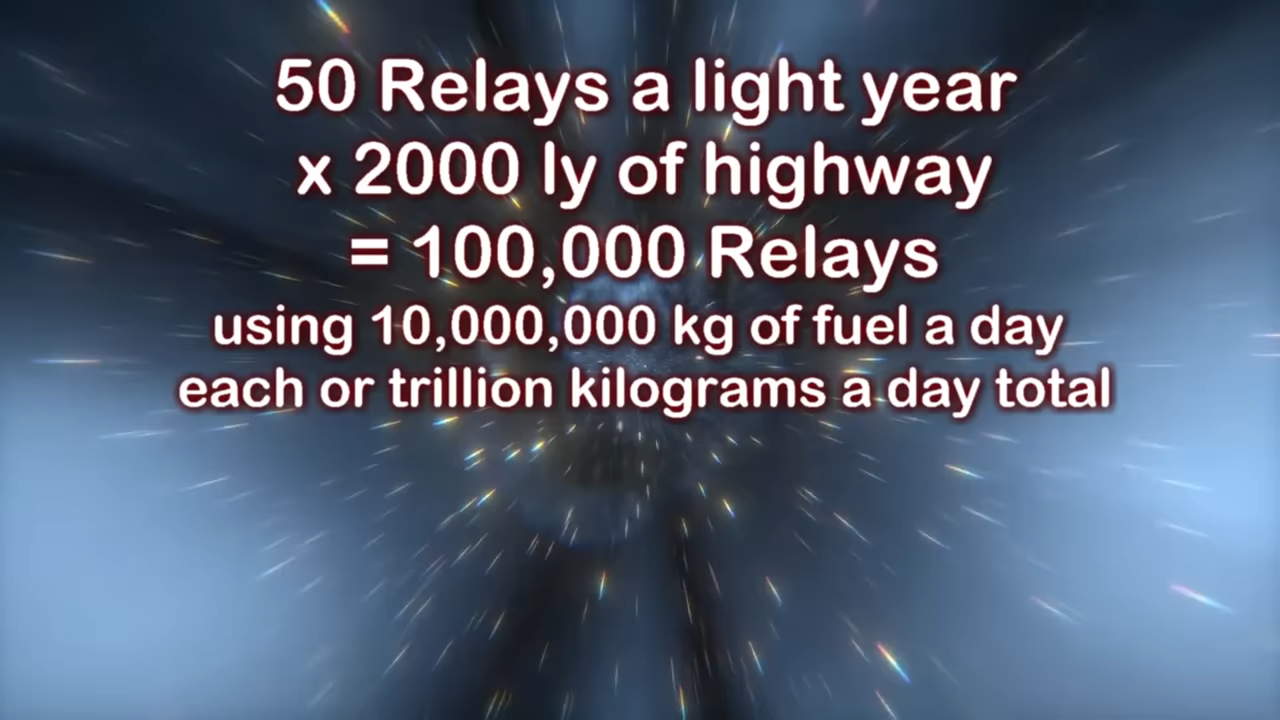 50 Relays a light year
x 2000 ly of highway
= 100,000 Relays
using 10,000,000 kg of fuel a day
each or trillion kilograms a day total